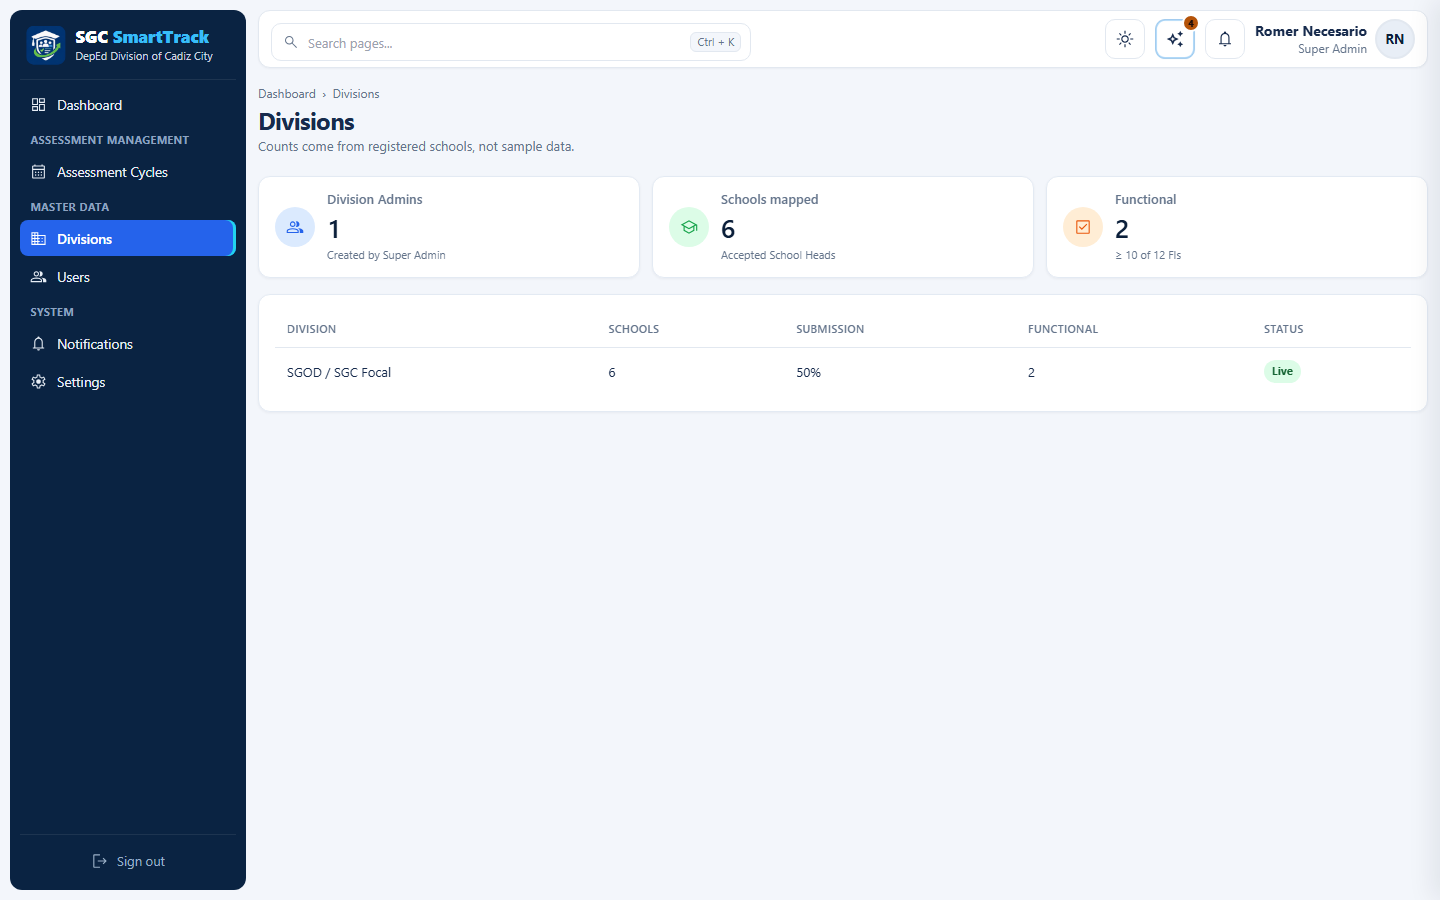 SGC SmartTrack
DepEd Division of Cadiz City
Dashboard
ASSESSMENT MANAGEMENT
Assessment Cycles
MASTER DATA
Divisions
Users
SYSTEM
Notifications
Settings
Sign out
Search pages...
Ctrl + K
4
Romer Necesario
Super Admin
RN
Dashboard › Divisions
Divisions
Counts come from registered schools, not sample data.
Division Admins
1
Created by Super Admin
Schools mapped
6
Accepted School Heads
Functional
2
≥ 10 of 12 FIs
DIVISION SCHOOLS SUBMISSION FUNCTIONAL STATUS
SGOD / SGC Focal 6 50% 2 Live